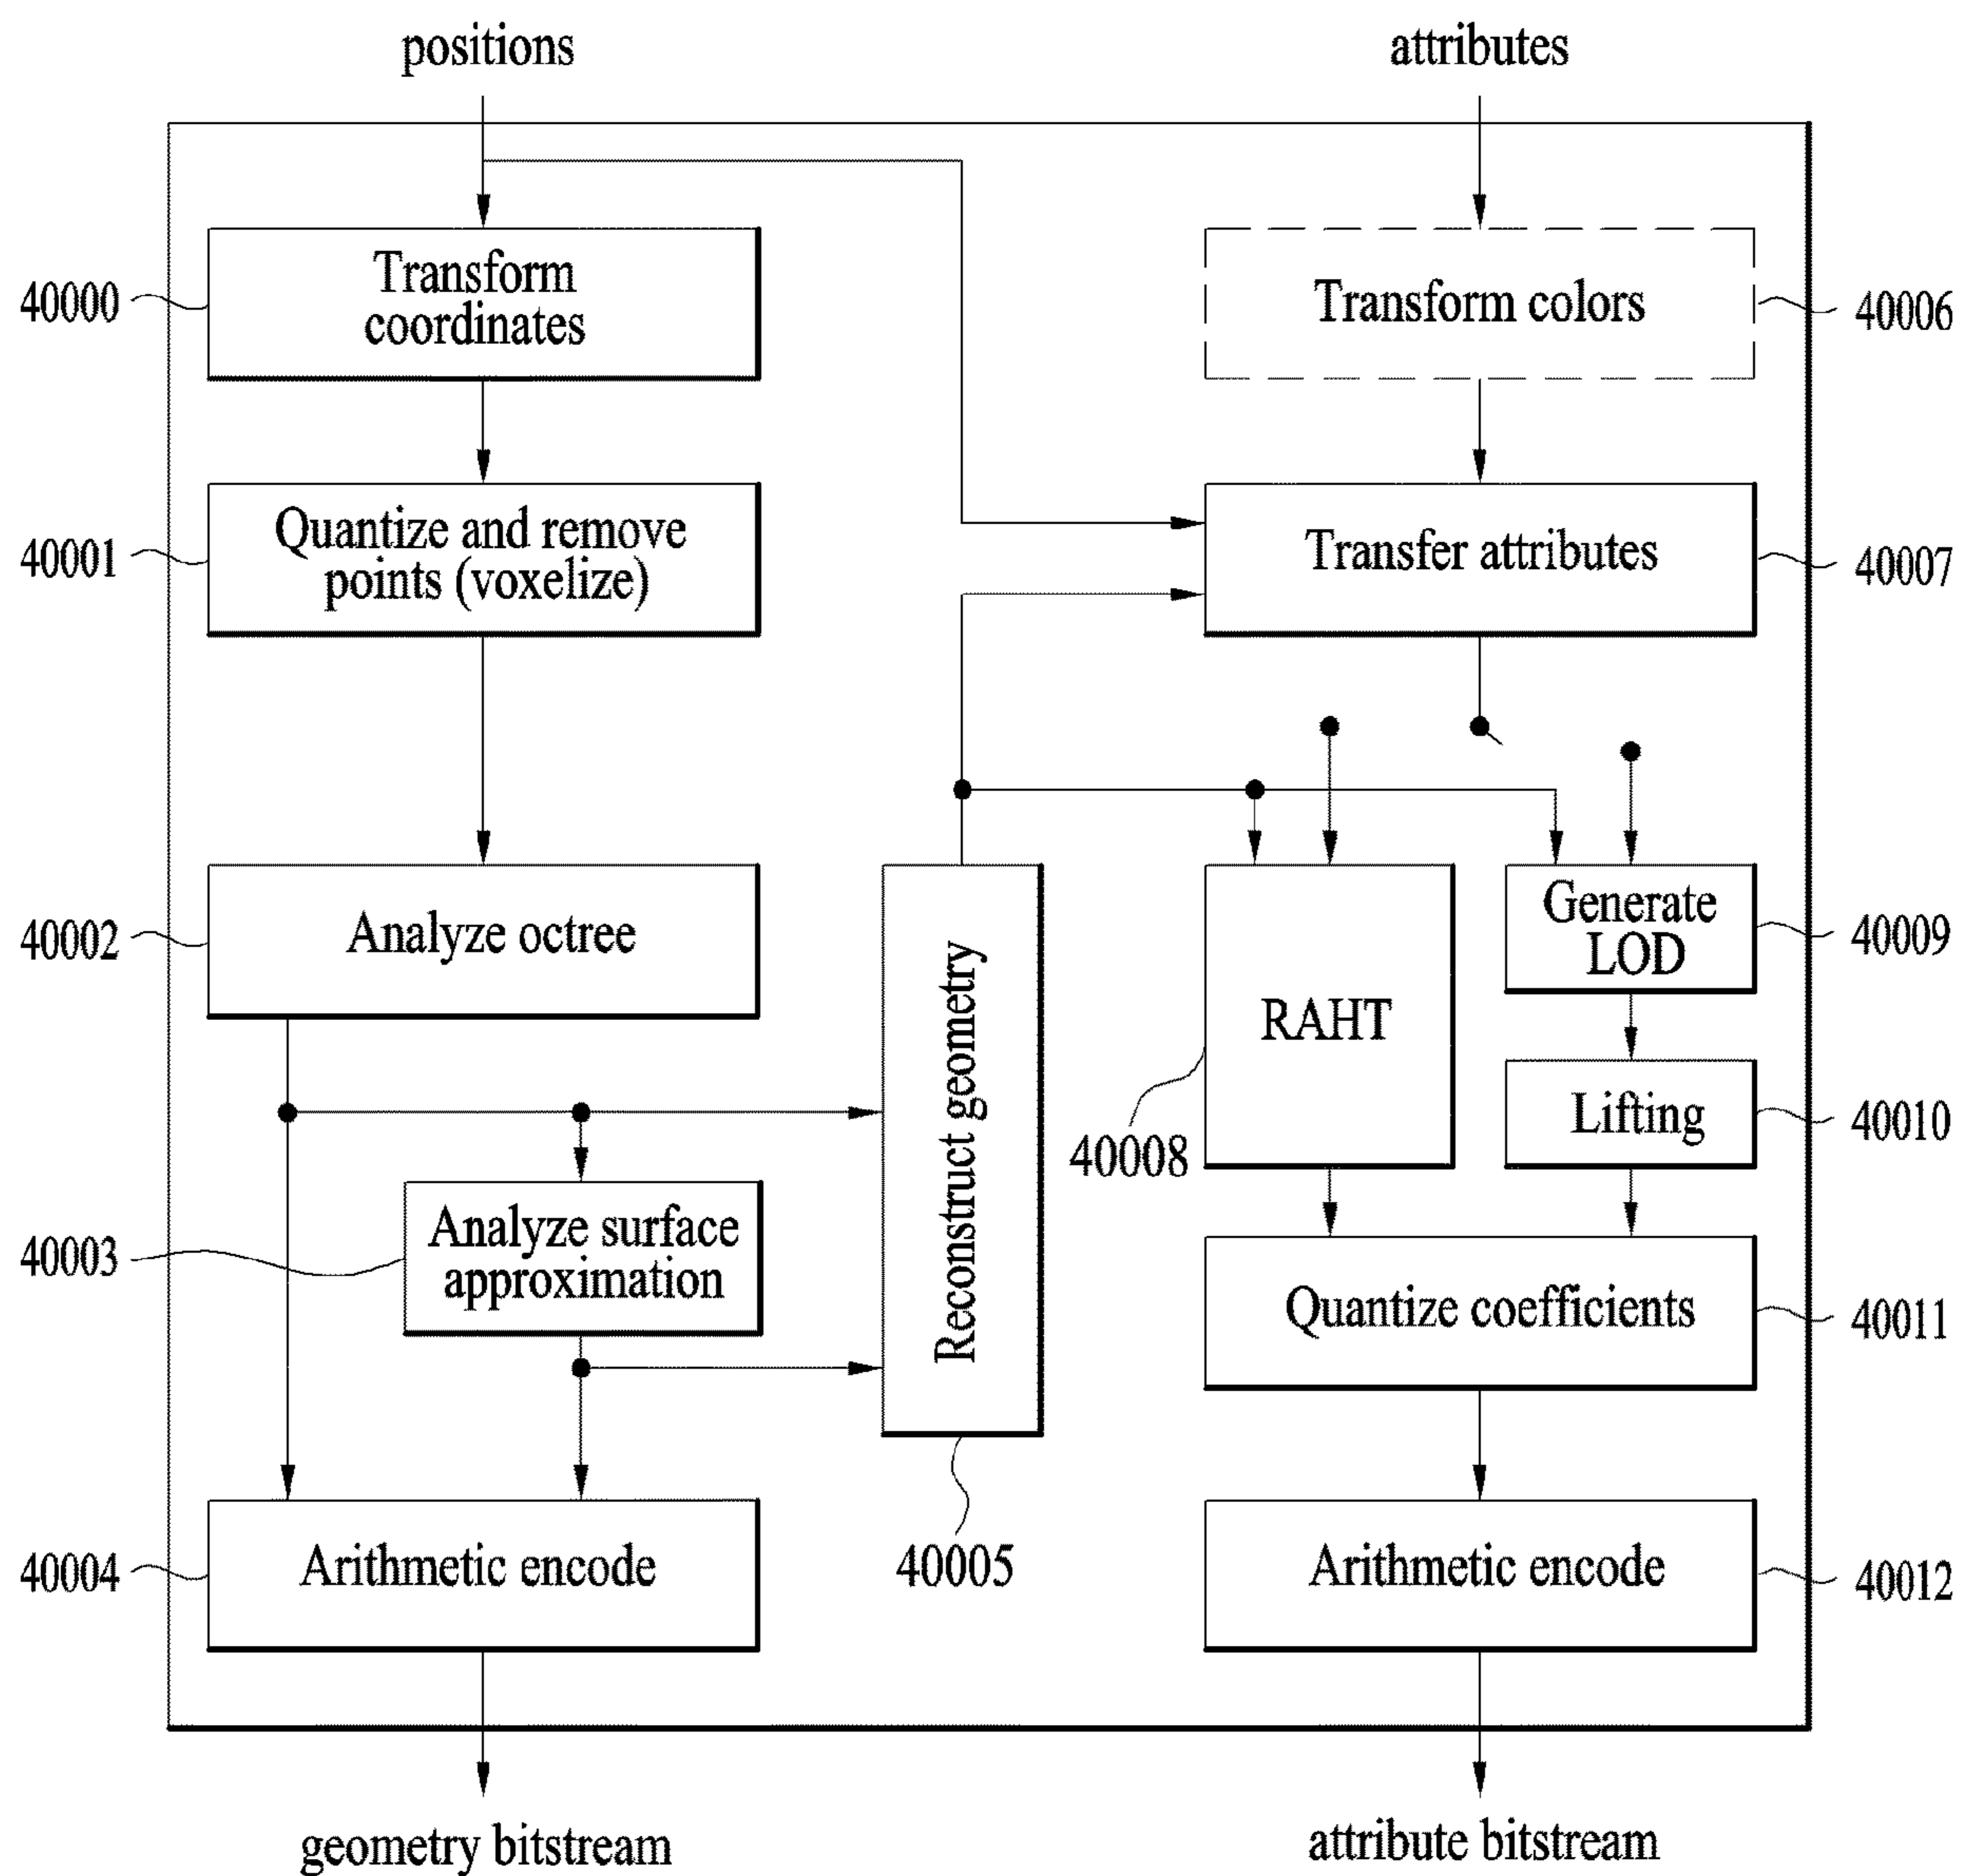 positions
attributes
40000
Transform
coordinates
Transform colors
40006
40001
Quantize and remove
points (voxelize)
Transfer attributes
40007
40002
Analyze octree
Reconstruct geometry
RAHT
40008
Generate
LOD
40009
Lifting
40010
40003
Analyze surface
approximation
Quantize coefficients
40011
40004
Arithmetic encode
40005
Arithmetic encode
40012
geometry bitstream
attribute bitstream